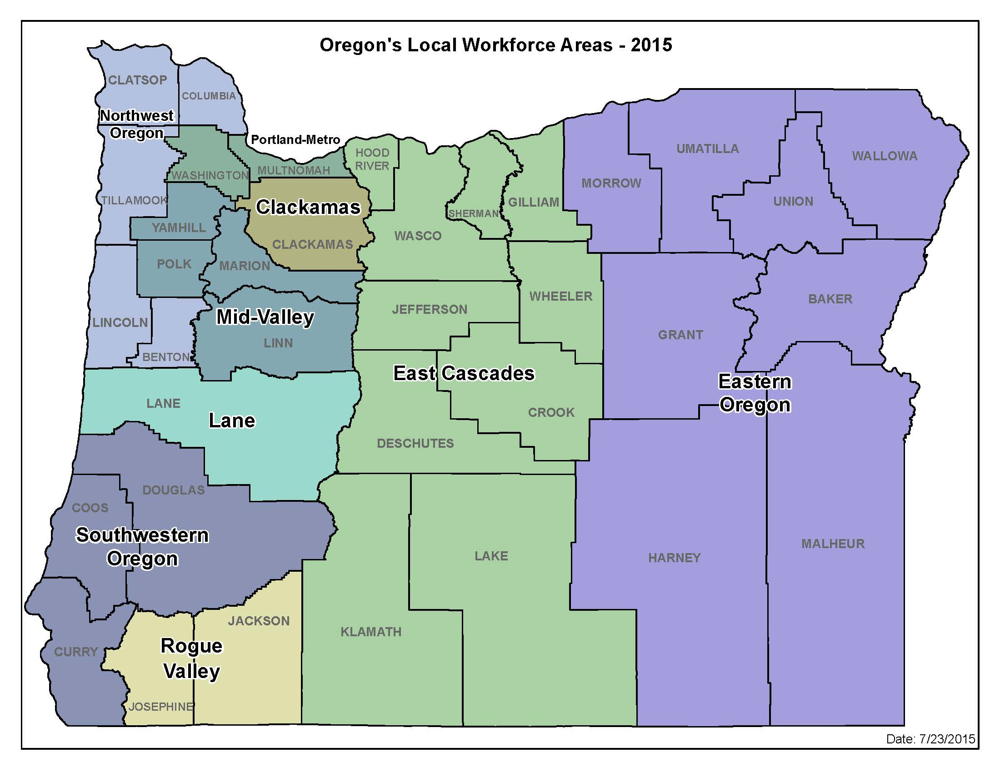 Oregon's Local Workforce Areas - 2015
CLATSOP
COLUMBIA
Northwest
Oregon
Portland-Metro
HOOD
RIVER
WASHINGTON
MULTNOMAH
TILLAMOOK
Clackamas
CLACKAMAS
YAMHILL
POLK
MARION
WASCO
SHERMAN
GILLIAM
MORROW
UMATILLA
UNION
WALLOWA
LINCOLN
BENTON
Mid-Valley
LINN
JEFFERSON
WHEELER
GRANT
BAKER
East Cascades
CROOK
DESCHUTES
Eastern
Oregon
LANE
Lane
DOUGLAS
COOS
Southwestern
Oregon
CURRY
JACKSON
Rogue
Valley
JOSEPHINE
KLAMATH
LAKE
HARNEY
MALHEUR
Date: 7/23/2015